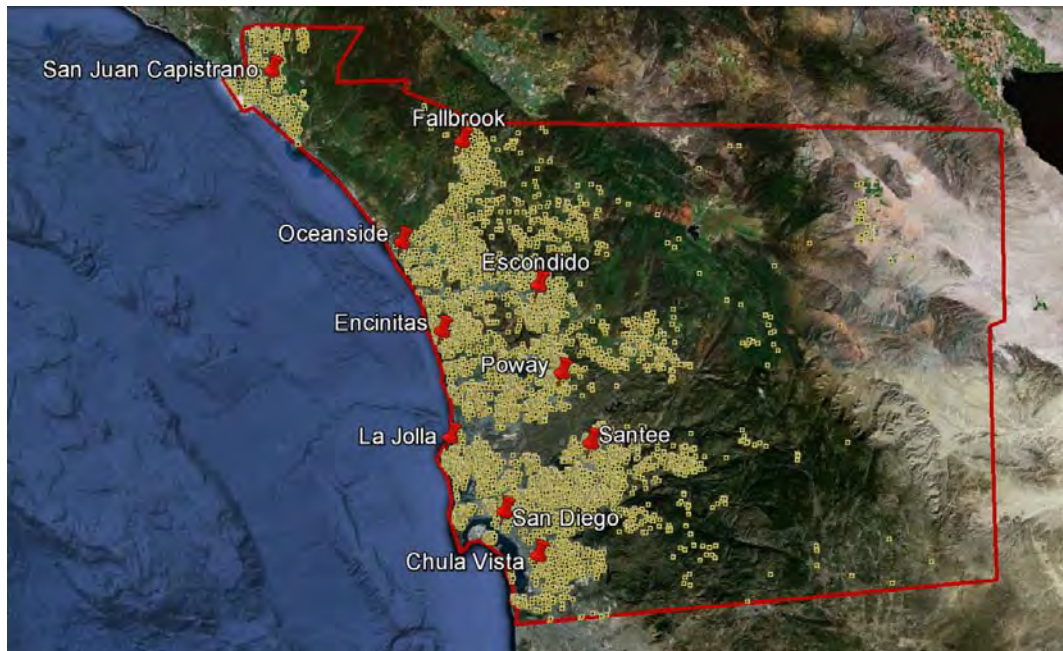 San Juan Capistrano
Fallbrook
Oceanside
Escondido
Encinitas
Poway
La Jolla
Santee
San Diego
Chula Vista